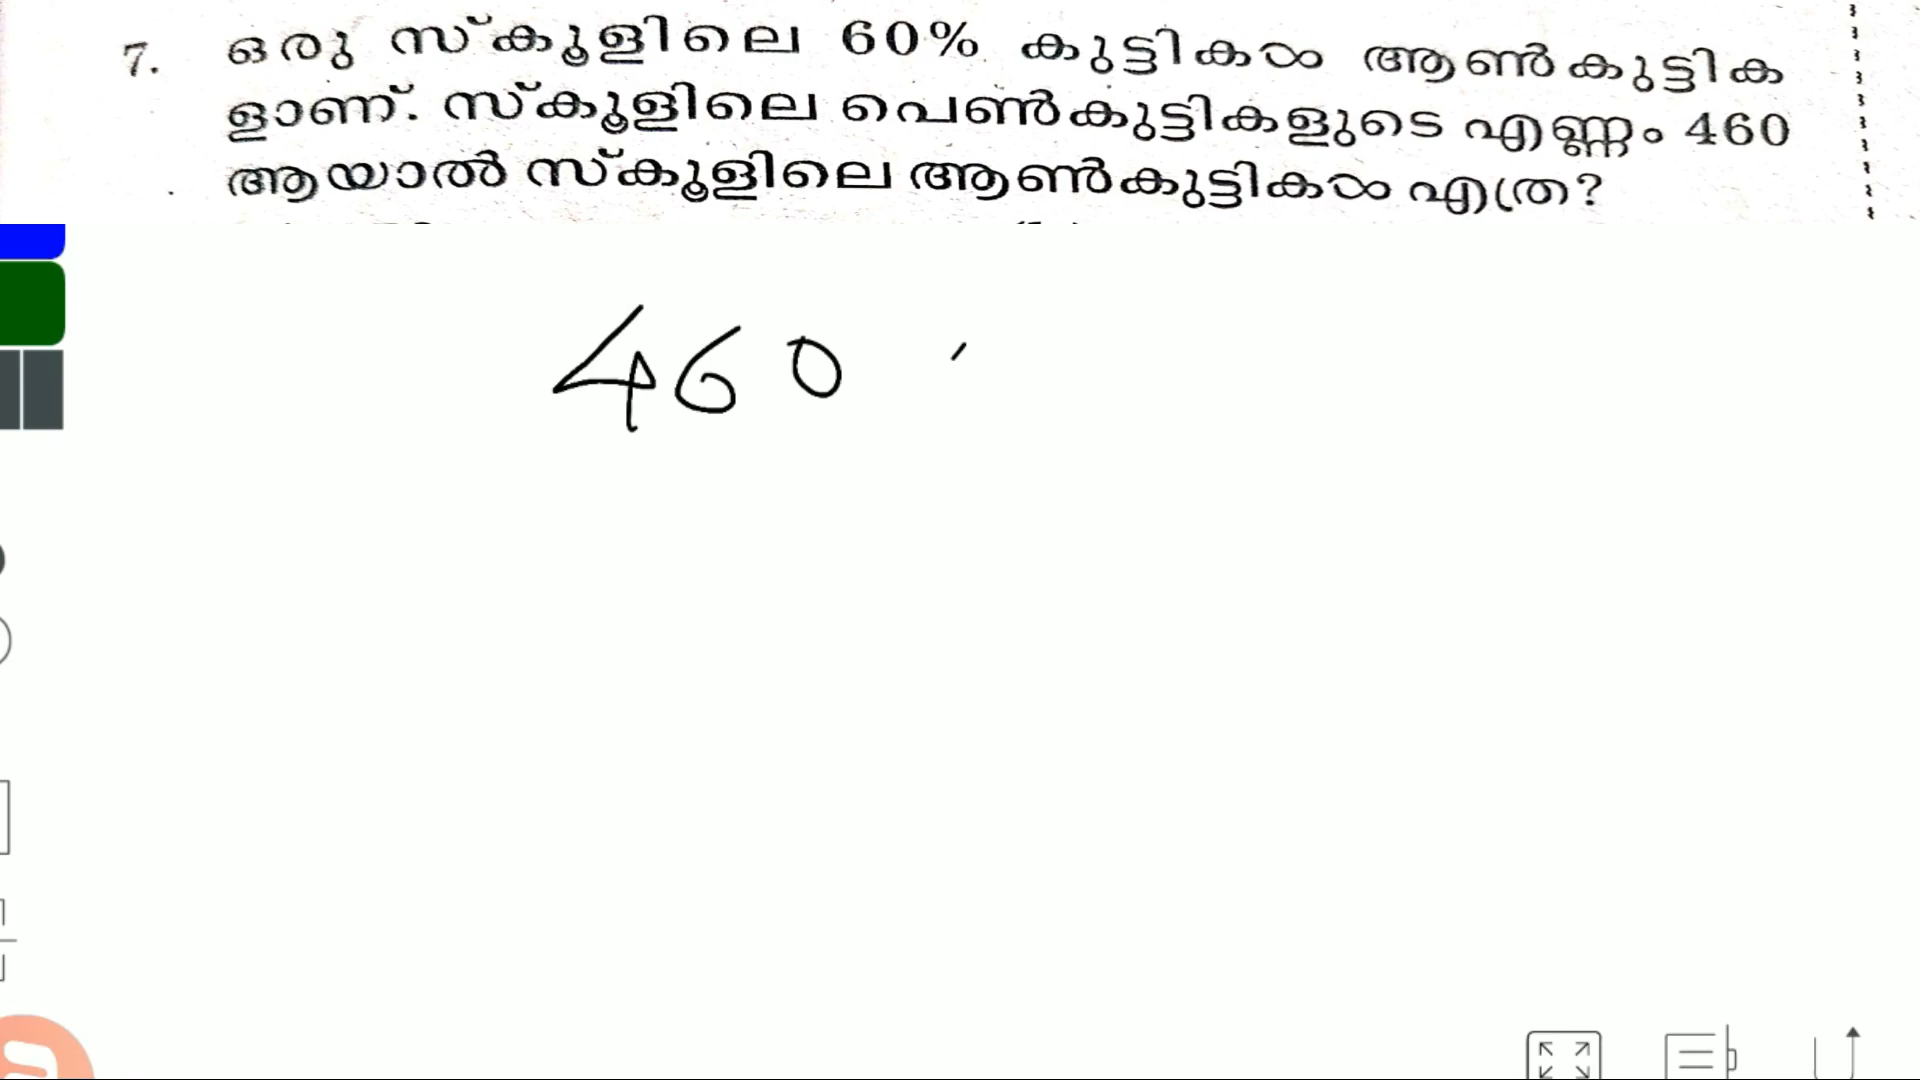 7. ഒരു സ്കൂളിലെ 60% കുട്ടികൾ ആൺകുട്ടിക
ളാണ്. സ്കൂളിലെ പെൺകുട്ടികളുടെ എണ്ണം 460
ആയാൽ സ്കൂളിലെ ആൺകുട്ടികൾ എത്ര?
460